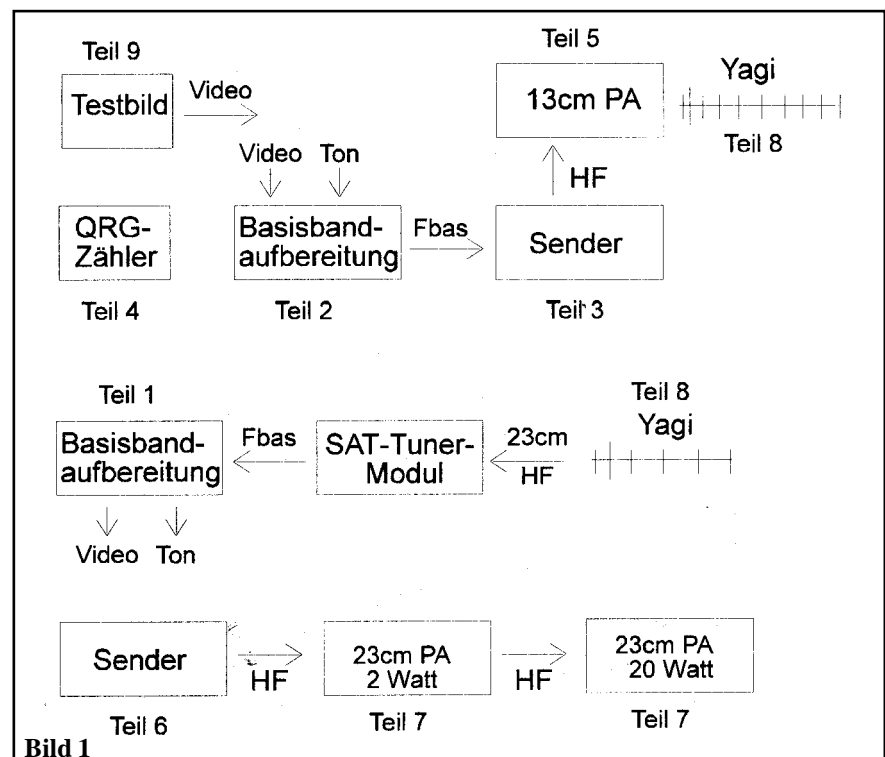 Teil 9
Testbild
Video
Teil 5
13cm PA
Yagi
Teil 8
HF
Video Ton
QRG-
Zähler
Teil 4
Basisband-
aufbereitung
Teil 2
Fbas
Sender
Teil 3
Teil 1
Basisband-
aufbereitung
Video Ton
Fbas
SAT-Tuner-
Modul
23cm
HF
Teil 8
Yagi
Sender
Teil 6
HF
23cm PA
2 Watt
Teil 7
HF
23cm PA
20 Watt
Teil 7
Bild 1